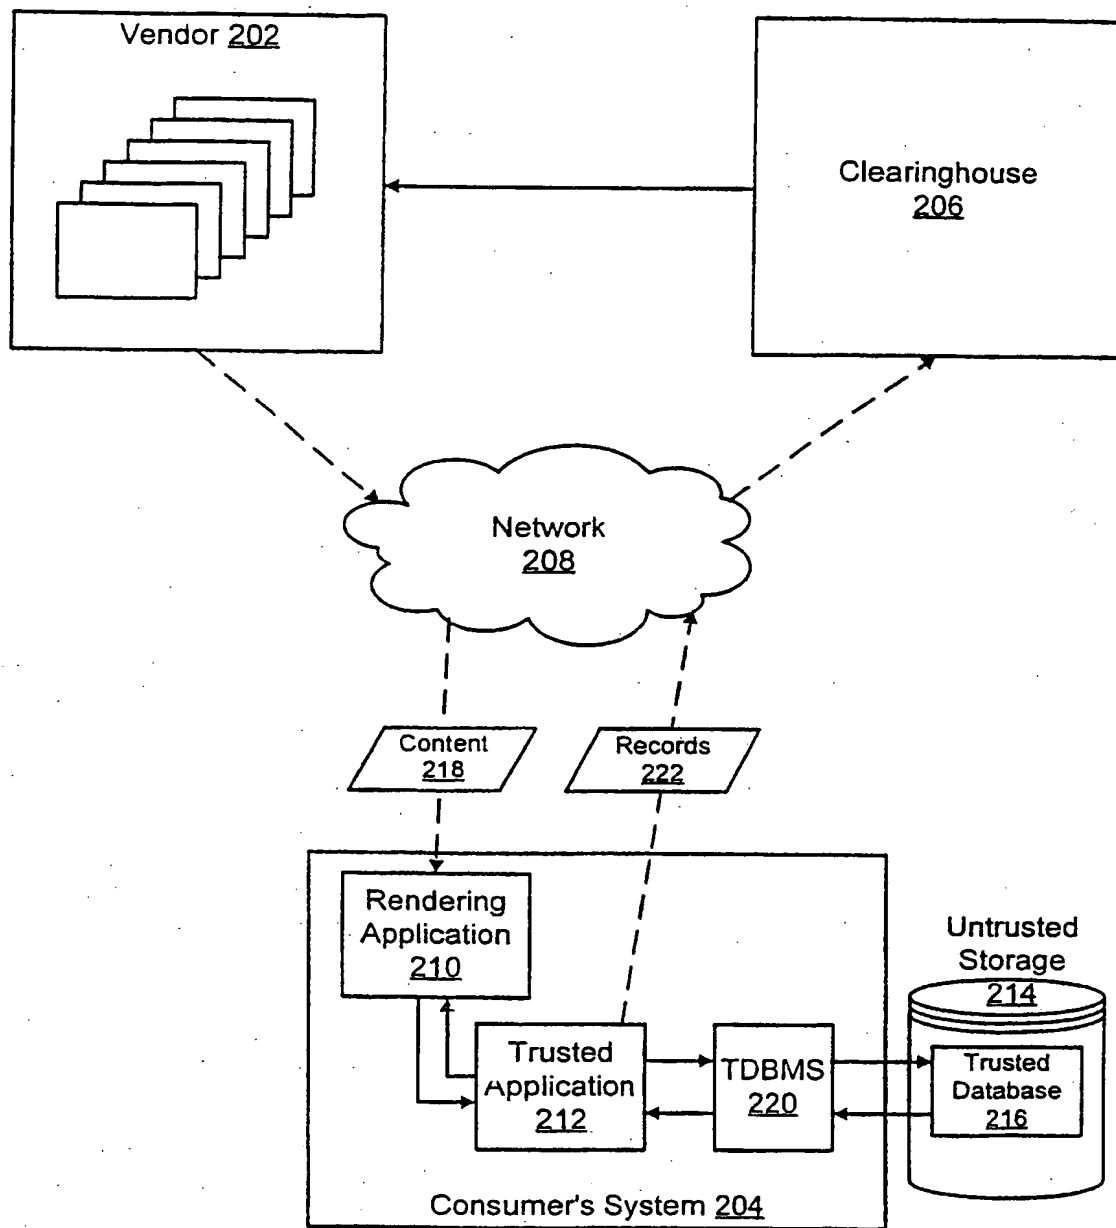 Vendor 202
Clearinghouse
206
Network
208
Content
218
Records
222
Rendering
Application
210
Trusted
Application
212
TDBMS
220
Untrusted
Storage
214
Trusted
Database
216
Consumer's System 204